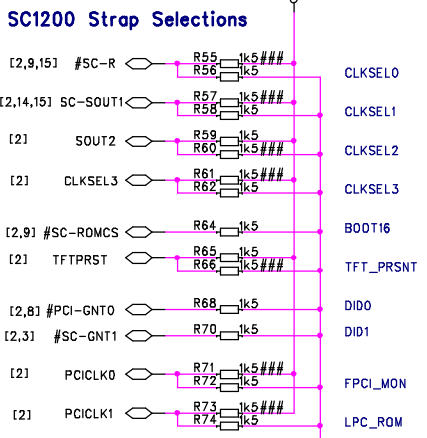 SC1200 Strap Selections
[2,9,15] #SC-R R55 1k5###
R56 1k5 CLKSEL0
[2,14,15] SC-SOUT1 R57 1k5###
R58 1k5 CLKSEL1
[2] SOUT2 R59 1k5
R60 1k5### CLKSEL2
[2] CLKSEL3 R61 1k5###
R62 1k5 CLKSEL3
[2,9] #SC-ROMCS R64 1k5 BOOT16
[2] TFTPRST R65 1k5
R66 1k5### TFT_PRSNT
[2,8] #PCI-GNT0 R68 1k5 DID0
[2,3] #SC-GNT1 R70 1k5 DID1
[2] PCICLK0 R71 1k5###
R72 1k5 FPCI_MON
[2] PCICLK1 R73 1k5###
R74 1k5 LPC_ROM